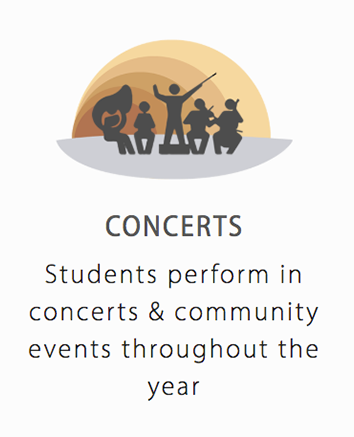 CONCERTS
Students perform in
concerts & community
events throughout the
year